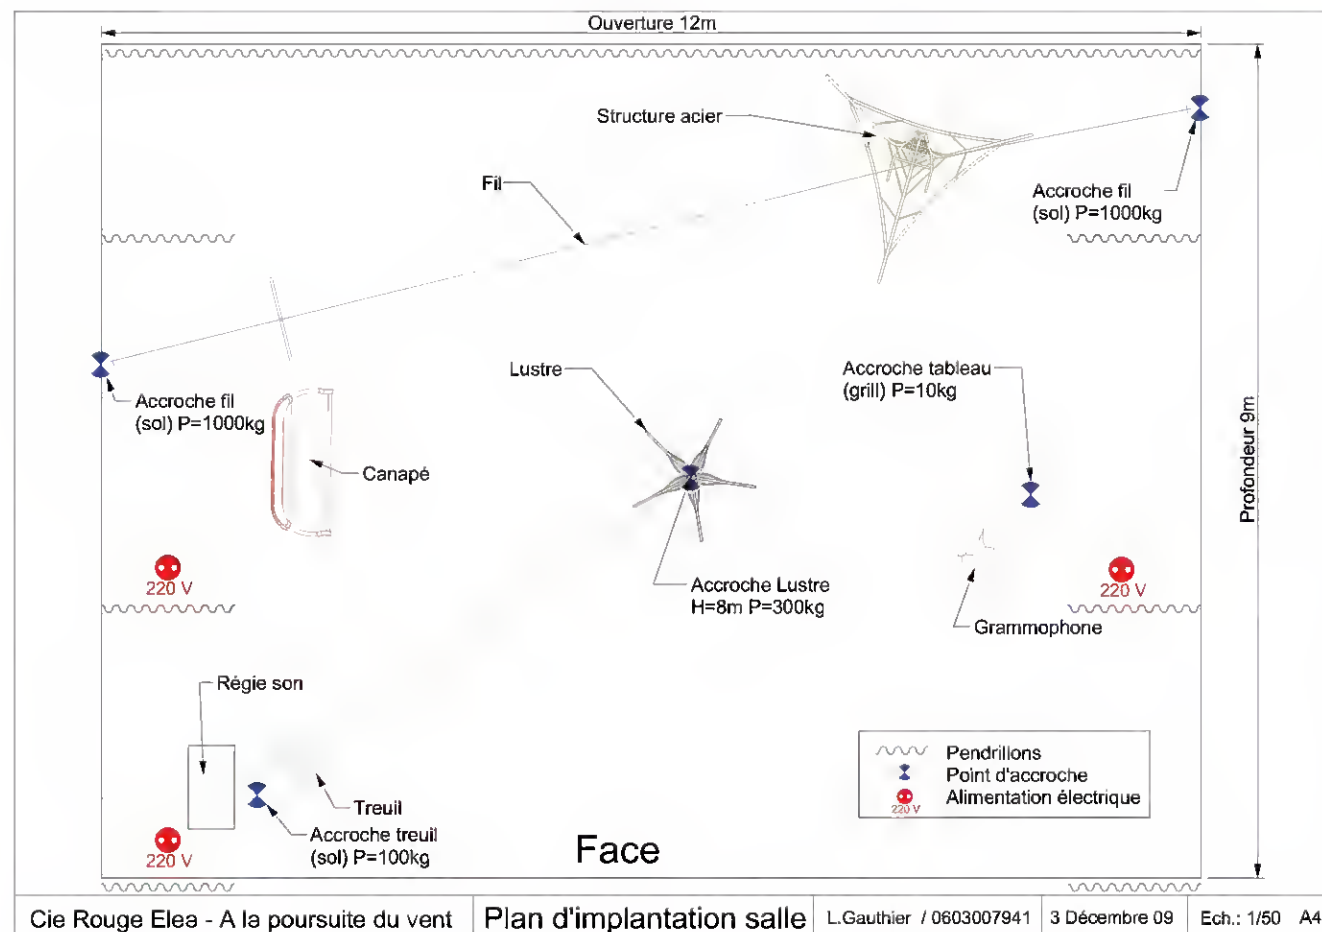 Ouverture 12m
Structure acier
Fil
Accroche fil
(sol) P=1000kg
Accroche fil
(sol) P=1000kg
Lustre
Accroche tableau
(grill) P=10kg
Canapé
Profondeur 9m
220 V
Accroche Lustre
H=8m P=300kg
220 V
Grammophone
Régie son
Pendrillons
Point d'accroche
Alimentation électrique
220 V
Treuil
Accroche treuil
(sol) P=100kg
220 V
Face
Cie Rouge Elea - A la poursuite du vent
Plan d'implantation salle
L.Gauthier / 0603007941
3 Décembre 09
Ech.: 1/50 A4